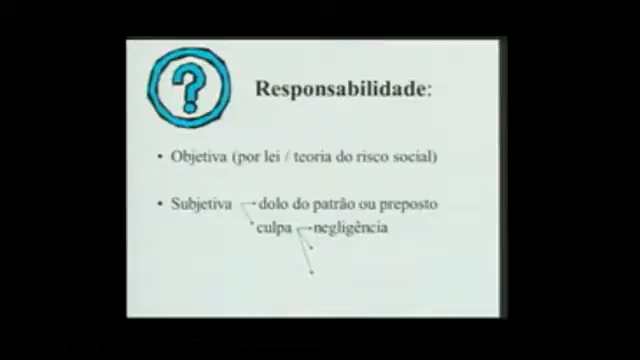 Responsabilidade:
• Objetiva (por lei / teoria do risco social)
• Subjetiva dolo do patrão ou preposto
culpa negligência